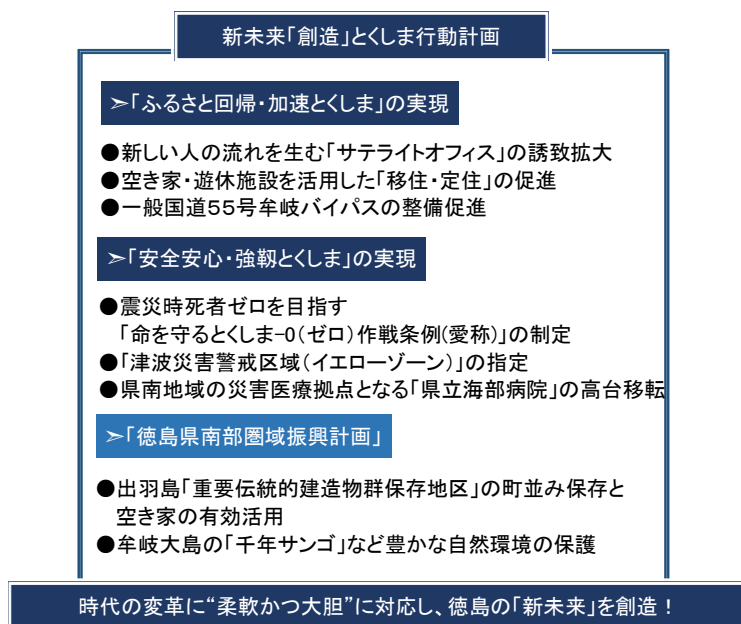 新未来「創造」とくしま行動計画
➣「ふるさと回帰・加速とくしま」の実現
●新しい人の流れを生む「サテライトオフィス」の誘致拡大
●空き家・遊休施設を活用した「移住・定住」の促進
●一般国道５５号牟岐バイパスの整備促進
➣「安全安心・強靱とくしま」の実現
●震災時死者ゼロを目指す
「命を守るとくしま-0（ゼロ）作戦条例(愛称)」の制定
●「津波災害警戒区域（イエローゾーン）」の指定
●県南地域の災害医療拠点となる「県立海部病院」の高台移転
➣「徳島県南部圏域振興計画」
●出羽島「重要伝統的建造物群保存地区」の町並み保存と
空き家の有効活用
●牟岐大島の「千年サンゴ」など豊かな自然環境の保護
時代の変革に“柔軟かつ大胆”に対応し、徳島の「新未来」を創造！